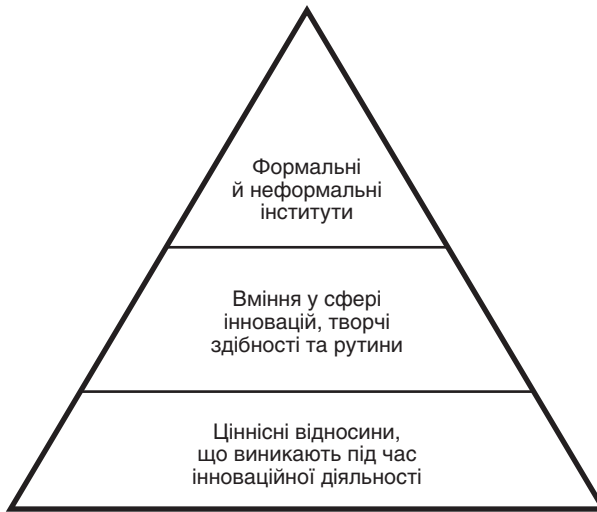 Формальні
й неформальні
інститути
Вміння у сфері
інновацій, творчі
здібності та рутини
Ціннісні відносини,
що виникають під час
інноваційної діяльності